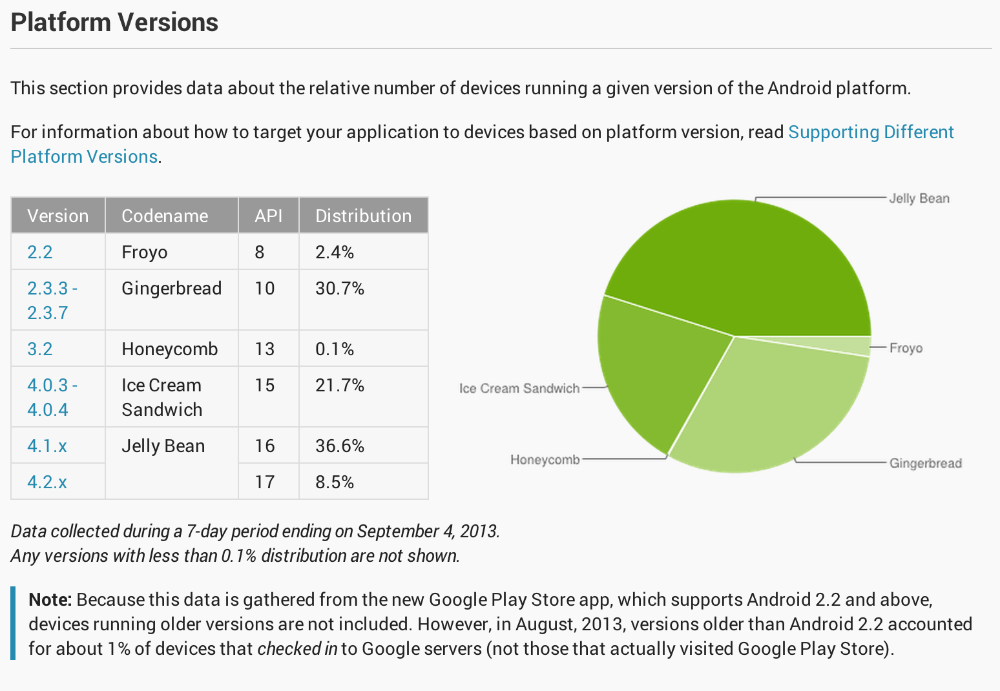 Platform Versions
This section provides data about the relative number of devices running a given version of the Android platform.
For information about how to target your application to devices based on platform version, read Supporting Different
Platform Versions.
Version Codename API Distribution
2.2 Froyo 8 2.4%
2.3.3 - Gingerbread 10 30.7%
2.3.7
3.2 Honeycomb 13 0.1%
4.0.3 - Ice Cream 15 21.7%
4.0.4 Sandwich
4.1.x Jelly Bean 16 36.6%
4.2.x 17 8.5%
Jelly Bean
Froyo
Ice Cream Sandwich
Honeycomb
Gingerbread
Data collected during a 7-day period ending on September 4, 2013.
Any versions with less than 0.1% distribution are not shown.
Note: Because this data is gathered from the new Google Play Store app, which supports Android 2.2 and above,
devices running older versions are not included. However, in August, 2013, versions older than Android 2.2 accounted
for about 1% of devices that checked in to Google servers (not those that actually visited Google Play Store).